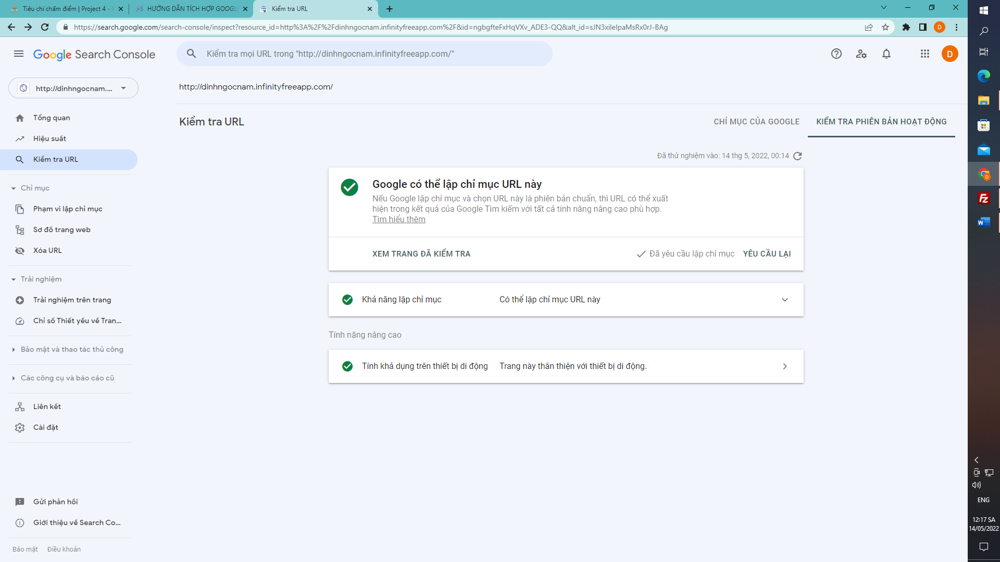 Tiêu chí chấm điểm | Project 4 -
HƯỚNG DẪN TÍCH HỢP GOOGL
Kiểm tra URL
https://search.google.com/search-console/inspect?resource_id=http%3A%2F%2Fdinhngocnam.infinityfreeapp.com%2F&id=ngbgfteFxHqVXv_ADE3-QQ&alt_id=sJN3xileIpaMsRx0rJ-BAg
D
Google Search Console
Kiểm tra mọi URL trong "http://dinhngocnam.infinityfreeapp.com/"
D
http://dinhngocnam....
http://dinhngocnam.infinityfreeapp.com/
Tổng quan
Hiệu suất
Kiểm tra URL
Chỉ mục
Phạm vi lập chỉ mục
Sơ đồ trang web
Xóa URL
Trải nghiệm
Trải nghiệm trên trang
Chỉ số Thiết yếu về Tran...
Bảo mật và thao tác thủ công
Các công cụ và báo cáo cũ
Liên kết
Cài đặt
Gửi phản hồi
Giới thiệu về Search Co...
Bảo mật Điều khoản
Kiểm tra URL
CHỈ MỤC CỦA GOOGLE
KIỂM TRA PHIÊN BẢN HOẠT ĐỘNG
Đã thử nghiệm vào: 14 thg 5, 2022, 00:14
Google có thể lập chỉ mục URL này
Nếu Google lập chỉ mục và chọn URL này là phiên bản chuẩn, thì URL có thể xuất
hiện trong kết quả của Google Tìm kiếm với tất cả tính năng nâng cao phù hợp.
Tìm hiểu thêm
XEM TRANG ĐÃ KIỂM TRA
Đã yêu cầu lập chỉ mục
YÊU CẦU LẠI
Khả năng lập chỉ mục
Có thể lập chỉ mục URL này
Tính năng nâng cao
Tính khả dụng trên thiết bị di động
Trang này thân thiện với thiết bị di động.
ENG
12:17 SA
14/05/2022